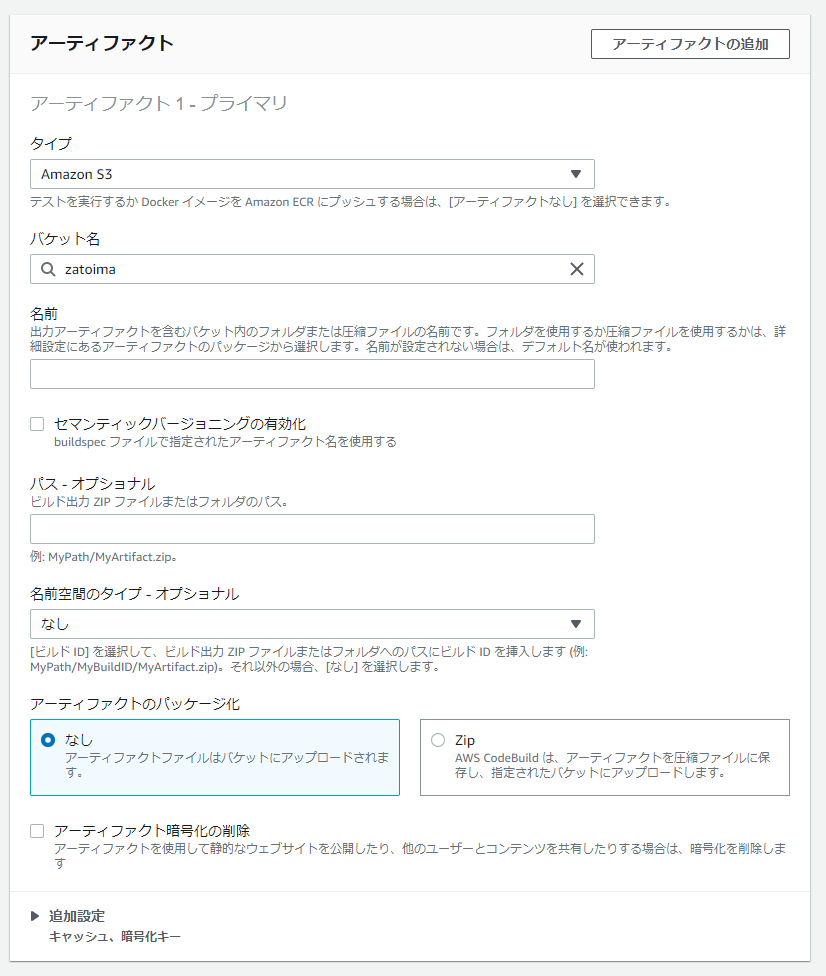 アーティファクト
アーティファクトの追加
アーティファクト 1 - プライマリ
タイプ
Amazon S3
テストを実行するか Docker イメージを Amazon ECR にプッシュする場合は、[アーティファクトなし] を選択できます。
バケット名
zatoima
名前
出力アーティファクトを含むバケット内のフォルダまたは圧縮ファイルの名前です。フォルダを使用するか圧縮ファイルを使用するかは、詳
細設定にあるアーティファクトのパッケージから選択します。名前が設定されない場合は、デフォルト名が使われます。
セマンティックバージョニングの有効化
buildspec ファイルで指定されたアーティファクト名を使用する
パス - オプショナル
ビルド出力 ZIP ファイルまたはフォルダのパス。
例: MyPath/MyArtifact.zip。
名前空間のタイプ - オプショナル
なし
[ビルド ID] を選択して、ビルド出力 ZIP ファイルまたはフォルダへのパスにビルド ID を挿入します (例:
MyPath/MyBuildID/MyArtifact.zip)。それ以外の場合、[なし] を選択します。
アーティファクトのパッケージ化
なし
アーティファクトファイルはバケットにアップロードされま
す。
Zip
AWS CodeBuild は、アーティファクトを圧縮ファイルに保
存し、指定されたバケットにアップロードします。
アーティファクト暗号化の削除
アーティファクトを使用して静的なウェブサイトを公開したり、他のユーザーとコンテンツを共有したりする場合は、暗号化を削除しま
す
追加設定
キャッシュ、暗号化キー